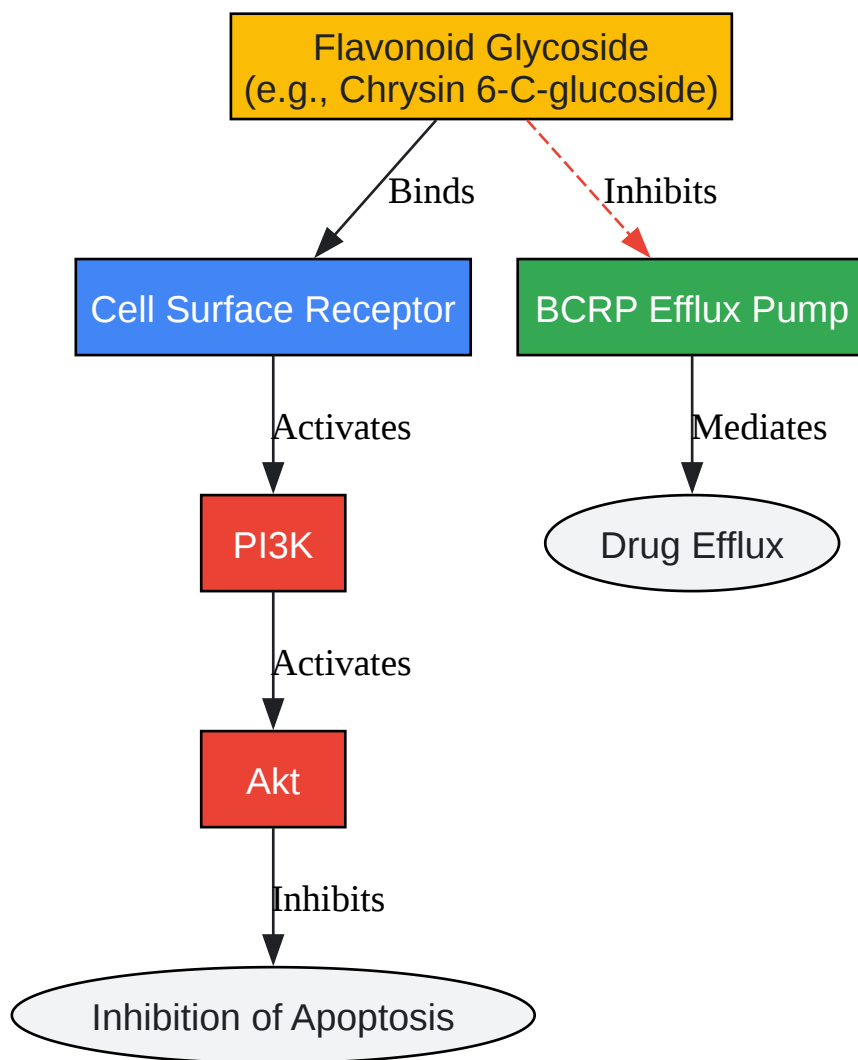 Flavonoid Glycoside
(e.g., Chrysin 6-C-glucoside)
Binds
Inhibits
Cell Surface Receptor
BCRP Efflux Pump
Activates
Mediates
PI3K
Drug Efflux
Activates
Akt
Inhibits
Inhibition of Apoptosis